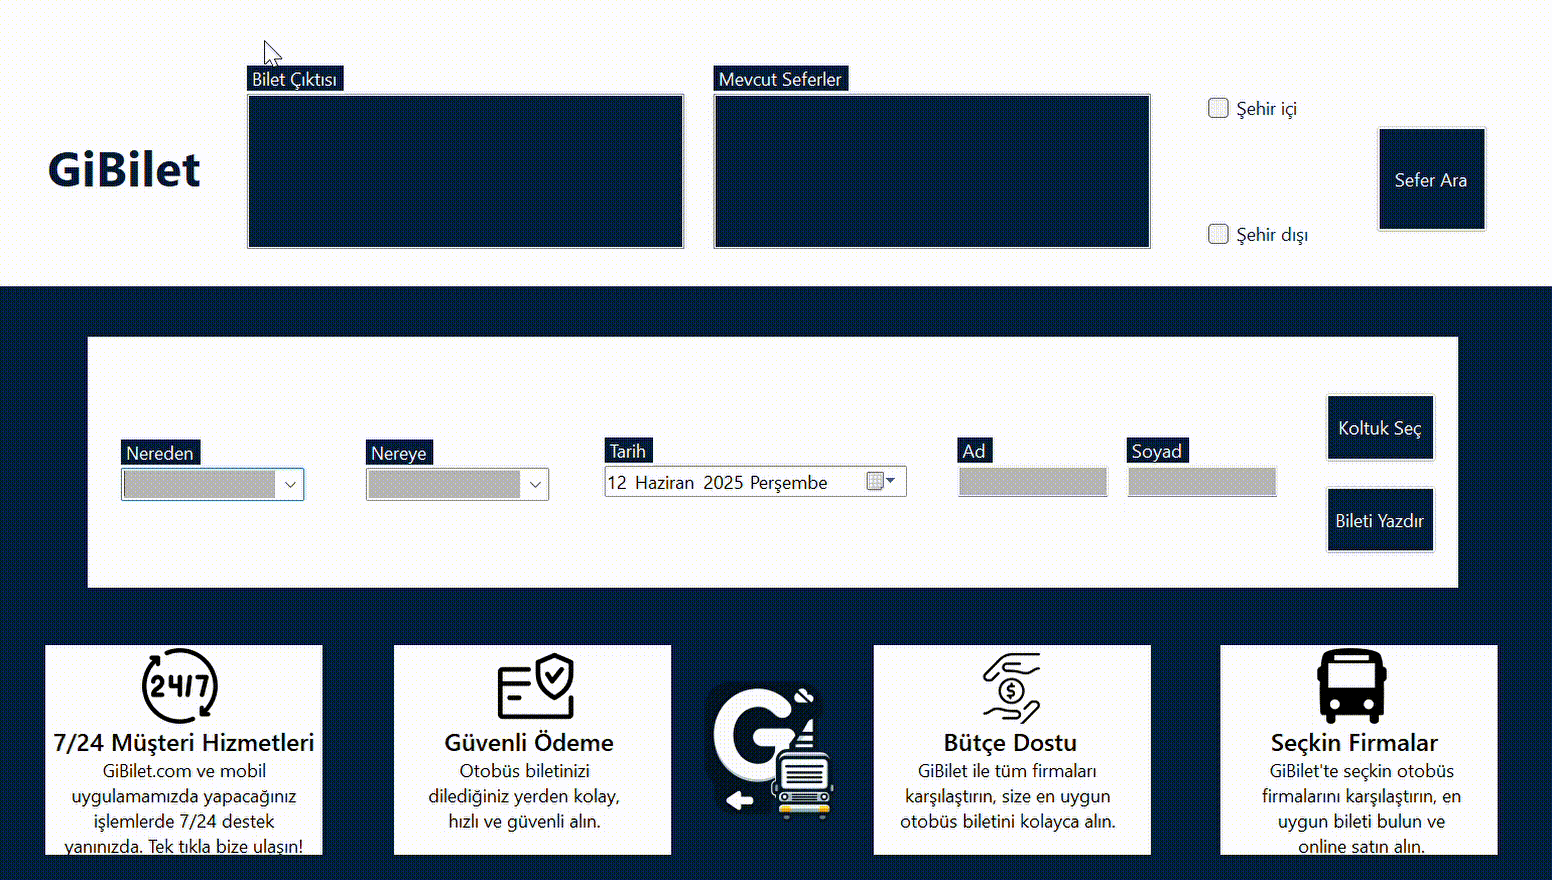 Bilet Çıktısı
Mevcut Seferler
Şehir içi
GiBilet
Sefer Ara
Şehir dışı
Koltuk Seç
Nereden
Nereye
Tarih
Ad
Soyad
12 Haziran 2025 Perşembe
Bileti Yazdır
24/7
7/24 Müşteri Hizmetleri
GiBilet.com ve mobil
uygulamamızda yapacağınız
işlemlerde 7/24 destek
yanınızda. Tek tıkla bize ulaşın!
Güvenli Ödeme
Otobüs biletinizi
dilediğiniz yerden kolay,
hızlı ve güvenli alın.
G
$
Bütçe Dostu
GiBilet ile tüm firmaları
karşılaştırın, size en uygun
otobüs biletini kolayca alın.
Seçkin Firmalar
GiBilet'te seçkin otobüs
firmalarını karşılaştırın, en
uygun bileti bulun ve
online satın alın.